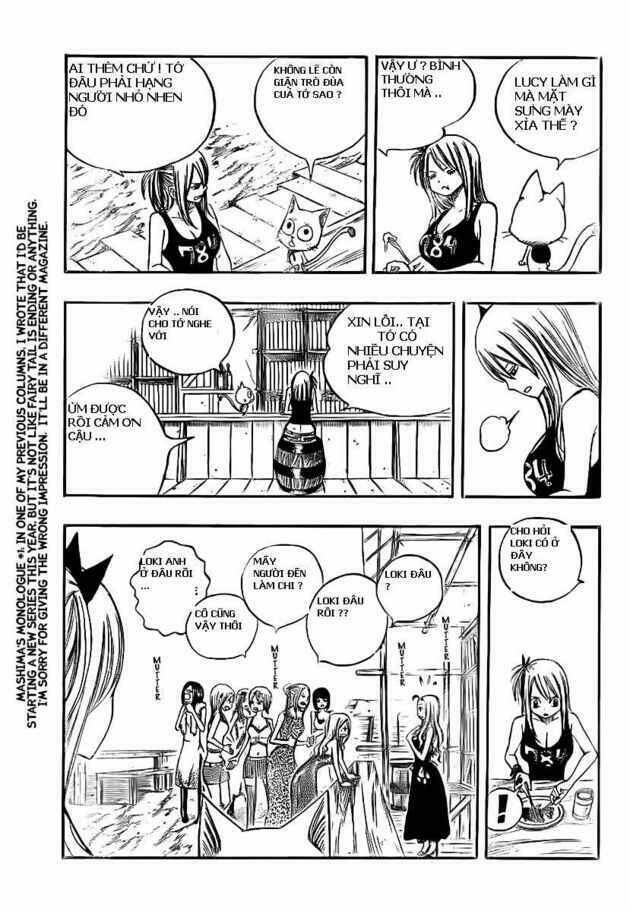 LUCY LÀM GÌ
MÀ MẶT
SƯNG MÀY
XỈA THẾ ?
VẬY Ư ? BÌNH
THƯỜNG
THÔI MÀ ..
KHÔNG LẼ CÒN
GIẬN TRÒ ĐÙA
CUẢ TỚ SAO ?
AI THÈM CHỨ ! TỚ
ĐÂU PHẢI HẠNG
NGƯỜI NHỎ NHEN
ĐÓ
789
784
XIN LỖI.. TẠI
TỚ CÓ
NHIỀU CHUYỆN
PHẢI SUY
NGHĨ ..
VẬY .. NÓI
CHO TỚ NGHE
VỚI
ỪM ĐƯỢC
RỒI CẢM ON
CẬU ...
CHO HỎI
LOKI CÓ Ở
ĐÂY
KHÔNG?
!
LOKI ĐÂU
?
LOKI ĐÂU
RỒI ??
MẤY
NGƯỜI ĐẾN
LÀM CHI ?
CÔ CŨNG
VẬY THÔI
LOKI ANH
Ở ĐÂU RỒI
...
MUTTER
MUTTER
MUTTER
MUTTER
MASHIMA'S MONOLOGUE *1: IN ONE OF MY PREVIOUS COLUMNS, I WROTE THAT I'D BE
STARTING A NEW SERIES THIS YEAR. BUT IT'S NOT LIKE FAIRY TAIL IS ENDING OR ANYTHING.
I'M SORRY FOR GIVING THE WRONG IMPRESSION. IT'LL BE IN A DIFFERENT MAGAZINE.